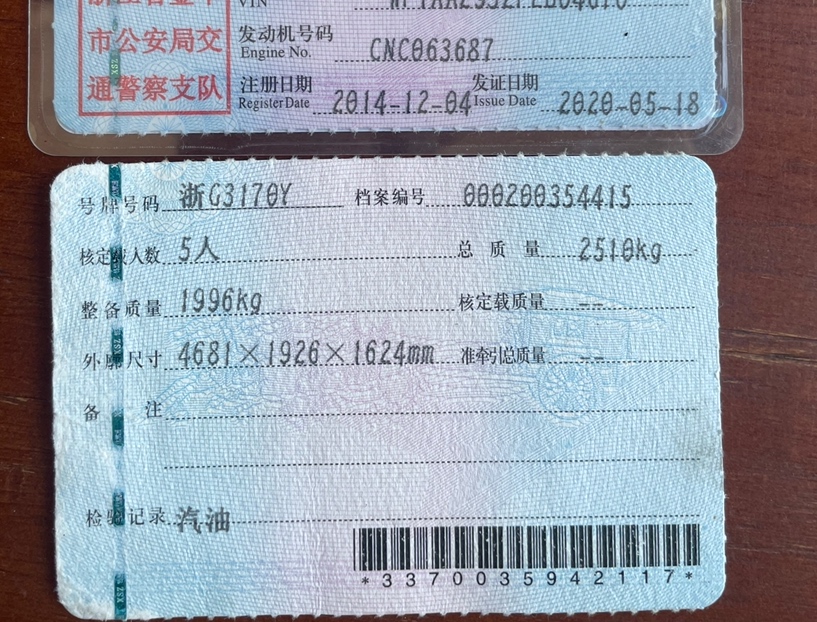 VIN
市公安局交
通警察支队
发动机号码 CNC063687
Engine No.
注册日期 2014-12-04 发证日期 2020-05-18
Register Date Issue Date
号牌号码 浙G3170Y 档案编号 000200354415
核定载人数 5人 总质量 2510kg
整备质量 1996kg 核定载质量 --
外廓尺寸 4681×1926×1624mm 准牵引总质量 --
备注
检验记录 汽油
*3370035942117*